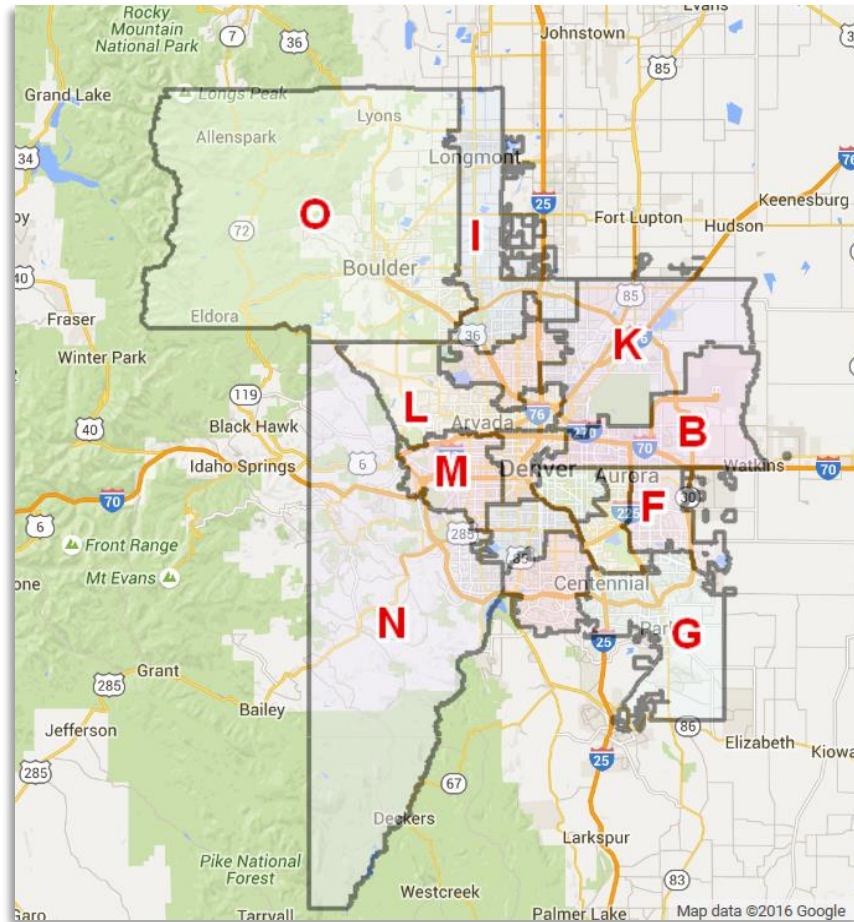 Rocky
Mountain
National Park
7
36
Johnstown
Evans
85
Grand Lake
Longs Peak
Lyons
Allenspark
Longmont
34
76
25
Keenesburg
O
I
Fort Lupton
Hudson
72
Boulder
40
85
Eldora
Fraser
36
K
Winter Park
119
L
Arvada
76
Black Hawk
270
B
40
6
M
Denver
70
Idaho Springs
Aurora
Watkins
70
70
F
30
6
225
285
Front Range
85
Mt Evans
Centennial
N
G
25
Grant
285
Bailey
86
Jefferson
Elizabeth
Kiowa
285
25
67
Deckers
Larkspur
Pike National
Forest
83
Westcreek
Garo
Tarryall
Palmer Lake
Map data ©2016 Google